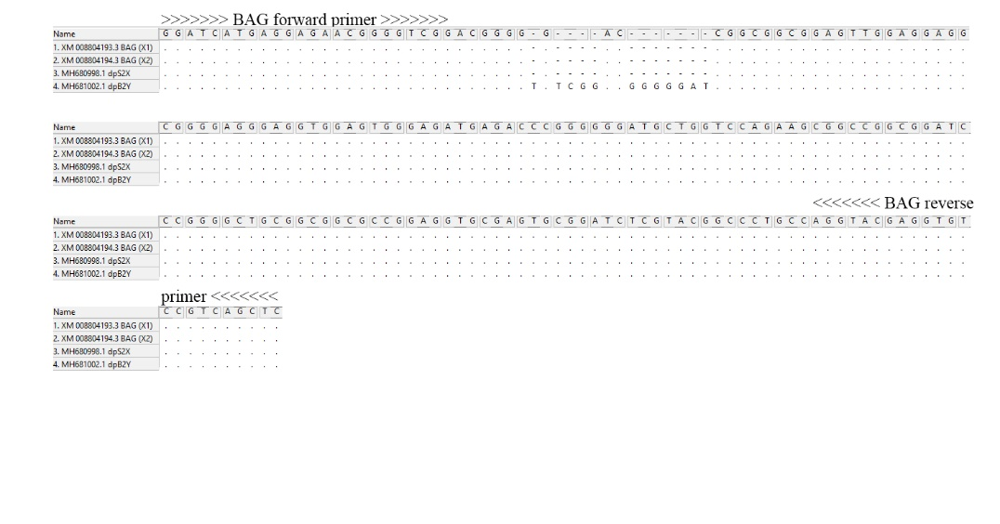 >>>>>>> BAG forward primer >>>>>>>
Name G G A T C A T G A G G A G A A C G G G G T C G G A C G G G G - G - - - - A C - - - - - - - C G G C G G C G G A G T T G G A G G A G G
1. XM 008804193.3 BAG (X1) . . . . . . . . . . . . . . . . . . . . . . . . . . . . . . - . - - - - . . - - - - - - - . . . . . . . . . . . . . . . . . . . . .
2. XM 008804194.3 BAG (X2) . . . . . . . . . . . . . . . . . . . . . . . . . . . . . . - . - - - - . . - - - - - - - . . . . . . . . . . . . . . . . . . . . .
3. MH680998.1 dpS2X . . . . . . . . . . . . . . . . . . . . . . . . . . . . . . - . - - - - . . - - - - - - - . . . . . . . . . . . . . . . . . . . . .
4. MH681002.1 dpB2Y . . . . . . . . . . . . . . . . . . . . . . . . . . . . . . T . T C G G . . G G G G G A T . . . . . . . . . . . . . . . . . . . . .
Name C G G G G A G G G A G G T G G A G T G G G A G A T G A G A C C C G G G G G G A T G C T G G T C C A G A A G C G G C C G G C G G A T C
1. XM 008804193.3 BAG (X1) . . . . . . . . . . . . . . . . . . . . . . . . . . . . . . . . . . . . . . . . . . . . . . . . . . . . . . . . . . . . . . . . . .
2. XM 008804194.3 BAG (X2) . . . . . . . . . . . . . . . . . . . . . . . . . . . . . . . . . . . . . . . . . . . . . . . . . . . . . . . . . . . . . . . . . .
3. MH680998.1 dpS2X . . . . . . . . . . . . . . . . . . . . . . . . . . . . . . . . . . . . . . . . . . . . . . . . . . . . . . . . . . . . . . . . . .
4. MH681002.1 dpB2Y . . . . . . . . . . . . . . . . . . . . . . . . . . . . . . . . . . . . . . . . . . . . . . . . . . . . . . . . . . . . . . . . . .
<<<<<<< BAG reverse
Name C C G G G G C T G C G G C G G C G C C G G A G G T G C G A G T G C G G A T C T C G T A C G G C C C T G C C A G G T A C G A G G T G T
1. XM 008804193.3 BAG (X1) . . . . . . . . . . . . . . . . . . . . . . . . . . . . . . . . . . . . . . . . . . . . . . . . . . . . . . . . . . . . . . . . . .
2. XM 008804194.3 BAG (X2) . . . . . . . . . . . . . . . . . . . . . . . . . . . . . . . . . . . . . . . . . . . . . . . . . . . . . . . . . . . . . . . . . .
3. MH680998.1 dpS2X . . . . . . . . . . . . . . . . . . . . . . . . . . . . . . . . . . . . . . . . . . . . . . . . . . . . . . . . . . . . . . . . . .
4. MH681002.1 dpB2Y . . . . . . . . . . . . . . . . . . . . . . . . . . . . . . . . . . . . . . . . . . . . . . . . . . . . . . . . . . . . . . . . . .
primer <<<<<<<
Name C C G T C A G C T C
1. XM 008804193.3 BAG (X1) . . . . . . . . . .
2. XM 008804194.3 BAG (X2) . . . . . . . . . .
3. MH680998.1 dpS2X . . . . . . . . . .
4. MH681002.1 dpB2Y . . . . . . . . . .